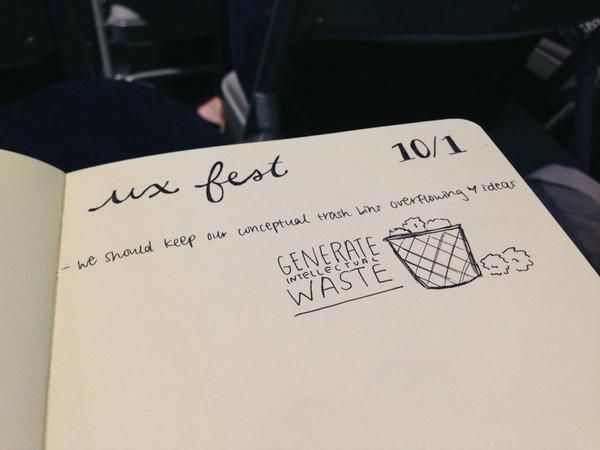 ux fest
10/1
- we should keep our conceptual trash bins overflowing w/ ideas
GENERATE
INTELLECTUAL
WASTE